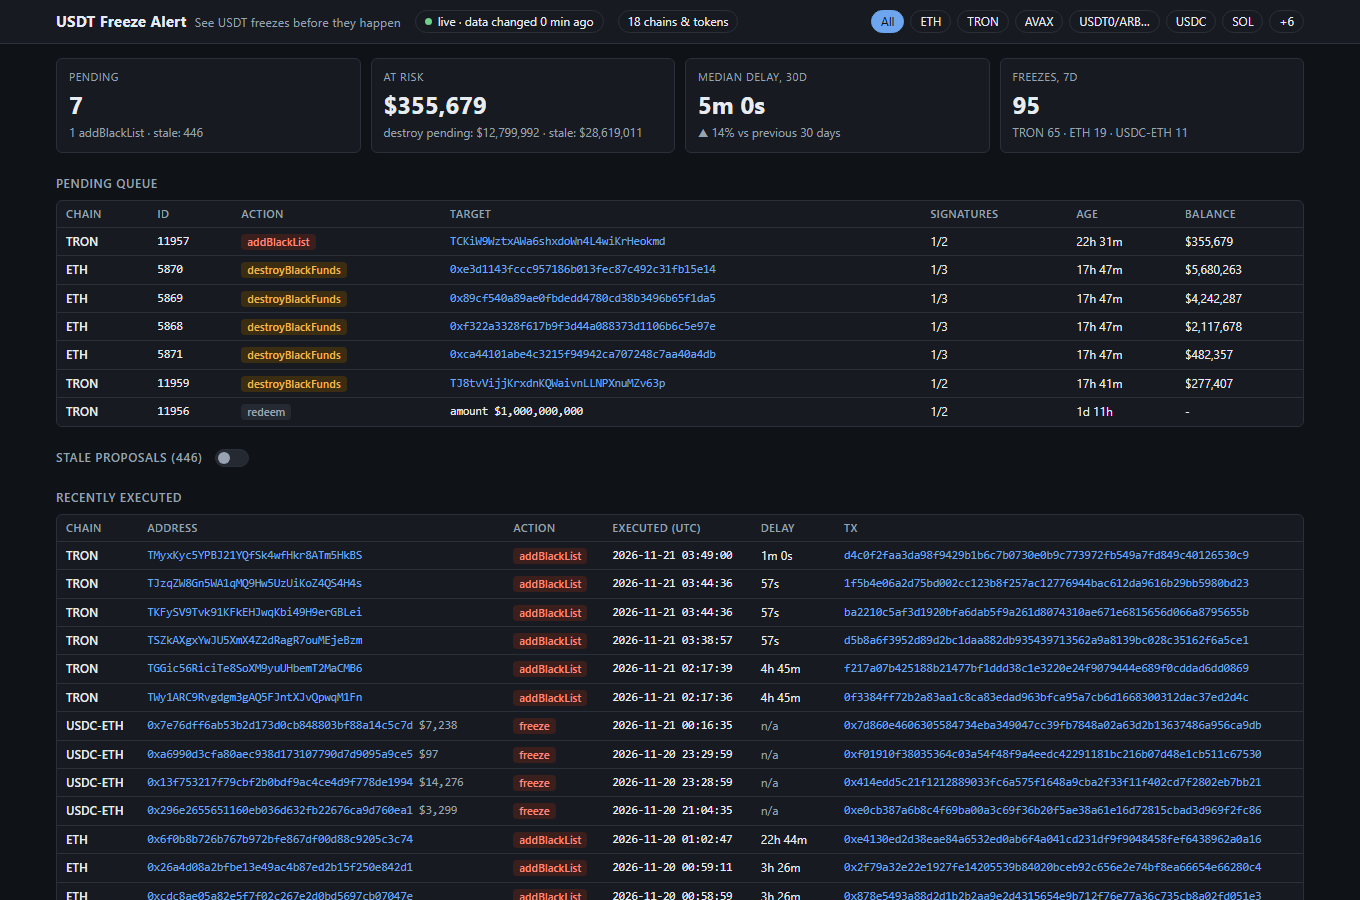 USDT Freeze Alert See USDT freezes before they happen live · data changed 0 min ago 18 chains & tokens All ETH TRON AVAX USDT0/ARB... USDC SOL +6
PENDING
7
1 addBlackList · stale: 446
AT RISK
$355,679
destroy pending: $12,799,992 · stale: $28,619,011
MEDIAN DELAY, 30D
5m 0s
▲ 14% vs previous 30 days
FREEZES, 7D
95
TRON 65 · ETH 19 · USDC-ETH 11
PENDING QUEUE
CHAIN ID ACTION TARGET SIGNATURES AGE BALANCE
TRON 11957 addBlackList TCKiW9WztxAWa6shxdoWn4L4wiKrHeokmd 1/2 22h 31m $355,679
ETH 5870 destroyBlackFunds 0xe3d1143fccc957186b013fec87c492c31fb15e14 1/3 17h 47m $5,680,263
ETH 5869 destroyBlackFunds 0x89cf540a89ae0fbdedd4780cd38b3496b65f1da5 1/3 17h 47m $4,242,287
ETH 5868 destroyBlackFunds 0xf322a3328f617b9f3d44a088373d1106b6c5e97e 1/3 17h 47m $2,117,678
ETH 5871 destroyBlackFunds 0xca44101abe4c3215f94942ca707248c7aa40a4db 1/3 17h 47m $482,357
TRON 11959 destroyBlackFunds TJ8tvVijjKrxdnKQWaivnLLNPXnuMZv63p 1/2 17h 41m $277,407
TRON 11956 redeem amount $1,000,000,000 1/2 1d 11h -
STALE PROPOSALS (446)
RECENTLY EXECUTED
CHAIN ADDRESS ACTION EXECUTED (UTC) DELAY TX
TRON TMyxKyc5YPBJ21YQfSk4wfHkr8ATm5HkBS addBlackList 2026-11-21 03:49:00 1m 0s d4c0f2faa3da98f9429b1b6c7b0730e0b9c773972fb549a7fd849c40126530c9
TRON TJzqZW8Gn5WA1qMQ9Hw5UzUiKoZ4QS4H4s addBlackList 2026-11-21 03:44:36 57s 1f5b4e06a2d75bd002cc123b8f257ac12776944bac612da9616b29bb5980bd23
TRON TKFySV9Tvk91KFkEHJwqKbi49H9erGBLei addBlackList 2026-11-21 03:44:36 57s ba2210c5af3d1920bfa6dab5f9a261d8074310ae671e6815656d066a8795655b
TRON TSZkAXgxYwJU5XmX4Z2dRagR7ouMEjeBzm addBlackList 2026-11-21 03:38:57 57s d5b8a6f3952d89d2bc1daa882db935439713562a9a8139bc028c35162f6a5ce1
TRON TGGic56RiciTe8SoXM9yuUHbemT2MaCMB6 addBlackList 2026-11-21 02:17:39 4h 45m f217a07b425188b21477bf1ddd38c1e3220e24f9079444e689f0cddad6dd0869
TRON TWy1ARC9Rvgdgm3gAQ5FJntXJvQpwqM1Fn addBlackList 2026-11-21 02:17:36 4h 45m 0f3384ff72b2a83aa1c8ca83edad963bfca95a7cb6d1668300312dac37ed2d4c
USDC-ETH 0x7e76dff6ab53b2d173d0cb848803bf88a14c5c7d $7,238 freeze 2026-11-21 00:16:35 n/a 0x7d860e4606305584734eba349047cc39fb7848a02a63d2b13637486a956ca9db
USDC-ETH 0xa6990d3cfa80aec938d173107790d7d9095a9ce5 $97 freeze 2026-11-20 23:29:59 n/a 0xf01910f38035364c03a54f48f9a4eedc42291181bc216b07d48e1cb511c67530
USDC-ETH 0x13f753217f79cbf2b0bdf9ac4ce4d9f778de1994 $14,276 freeze 2026-11-20 23:28:59 n/a 0x414edd5c21f1212889033fc6a575f1648a9cba2f33f11f402cd7f2802eb7bb21
USDC-ETH 0x296e2655651160eb036d632fb22676ca9d760ea1 $3,299 freeze 2026-11-20 21:04:35 n/a 0xe0cb387a6b8c4f69ba00a3c69f36b20f5ae38a61e16d72815cbad3d969f2fc86
ETH 0x6f0b8b726b767b972bfe867df00d88c9205c3c74 addBlackList 2026-11-20 01:02:47 22h 44m 0xe4130ed2d38eae84a6532ed0ab6f4a041cd231df9f9048458fef6438962a0a16
ETH 0x26a4d08a2bfbe13e49ac4b87ed2b15f250e842d1 addBlackList 2026-11-20 00:59:11 3h 26m 0x2f79a32e22e1927fe14205539b84020bceb92c656e2e74bf8ea66654e66280c4
ETH 0xcdc8ae05a82e5f7f02c267e2d0bd5697cb07047e addBlackList 2026-11-20 00:58:59 3h 26m 0x878e5493a88d2d1b2b2aa9e2d4315654e9b712f76e77a36c735cb8a02fd051e3